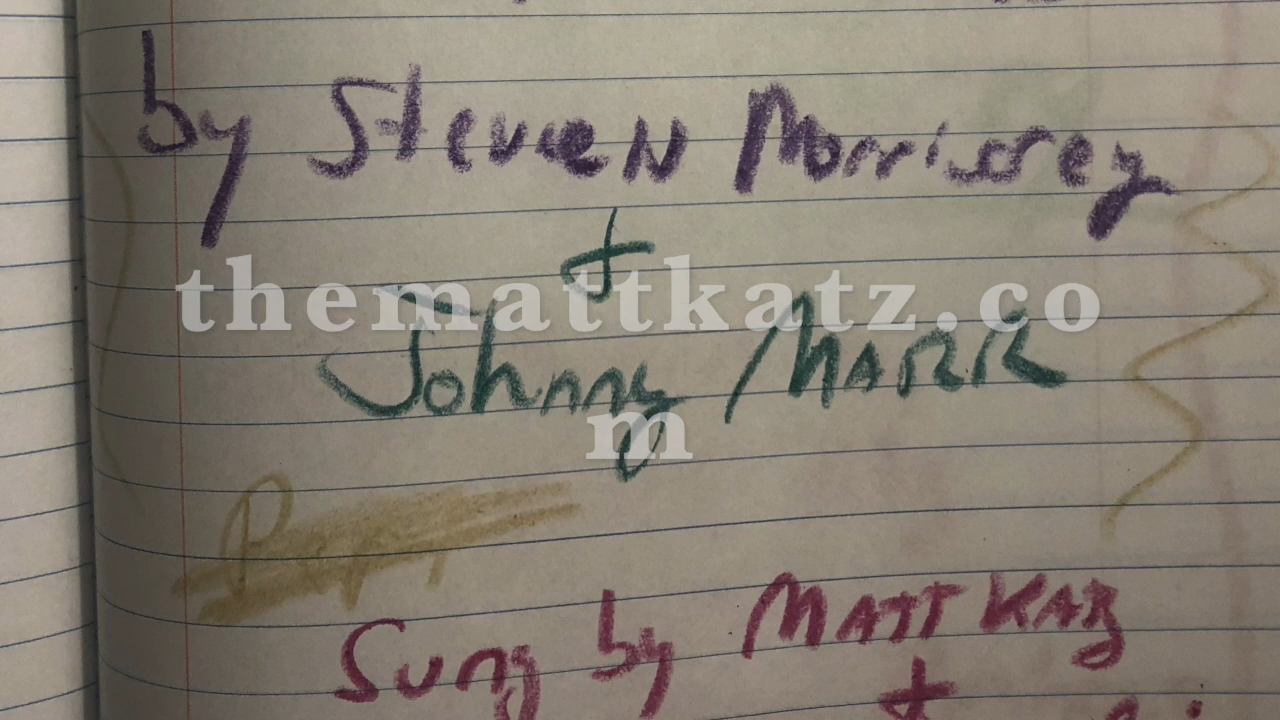 by Steven Morrissey
+
themattkatz.co
Johnny MARR
m
Sung by MATT KATZ
+